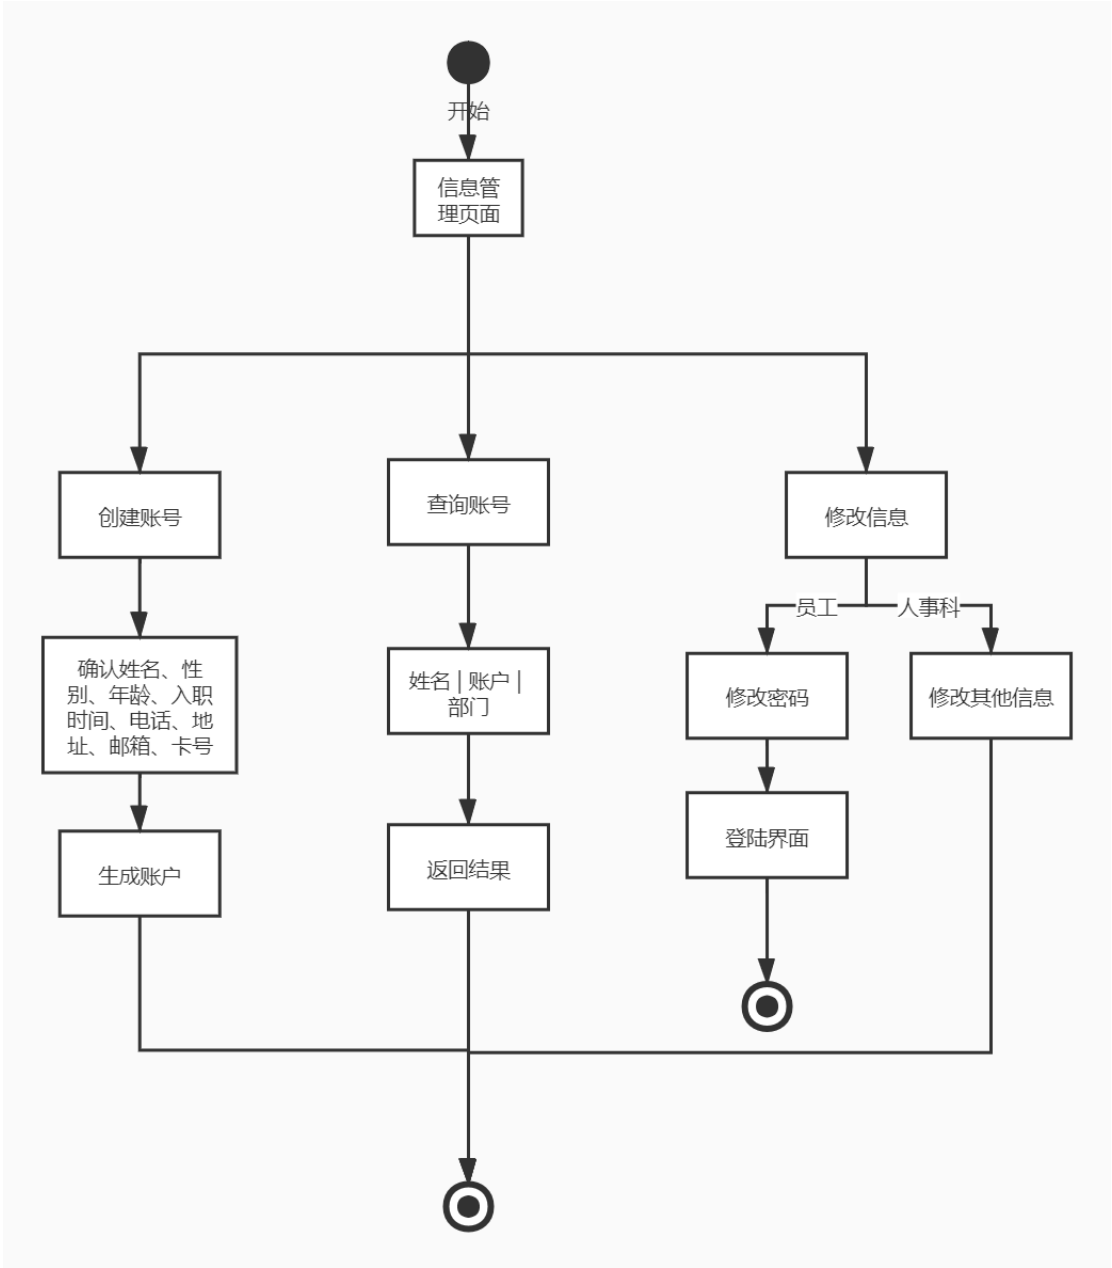 开始
信息管
理页面
创建账号
查询账号
修改信息
员工
人事科
确认姓名、性
别、年龄、入职
时间、电话、地
址、邮箱、卡号
姓名 | 账户 |
部门
修改密码
修改其他信息
生成账户
返回结果
登陆界面